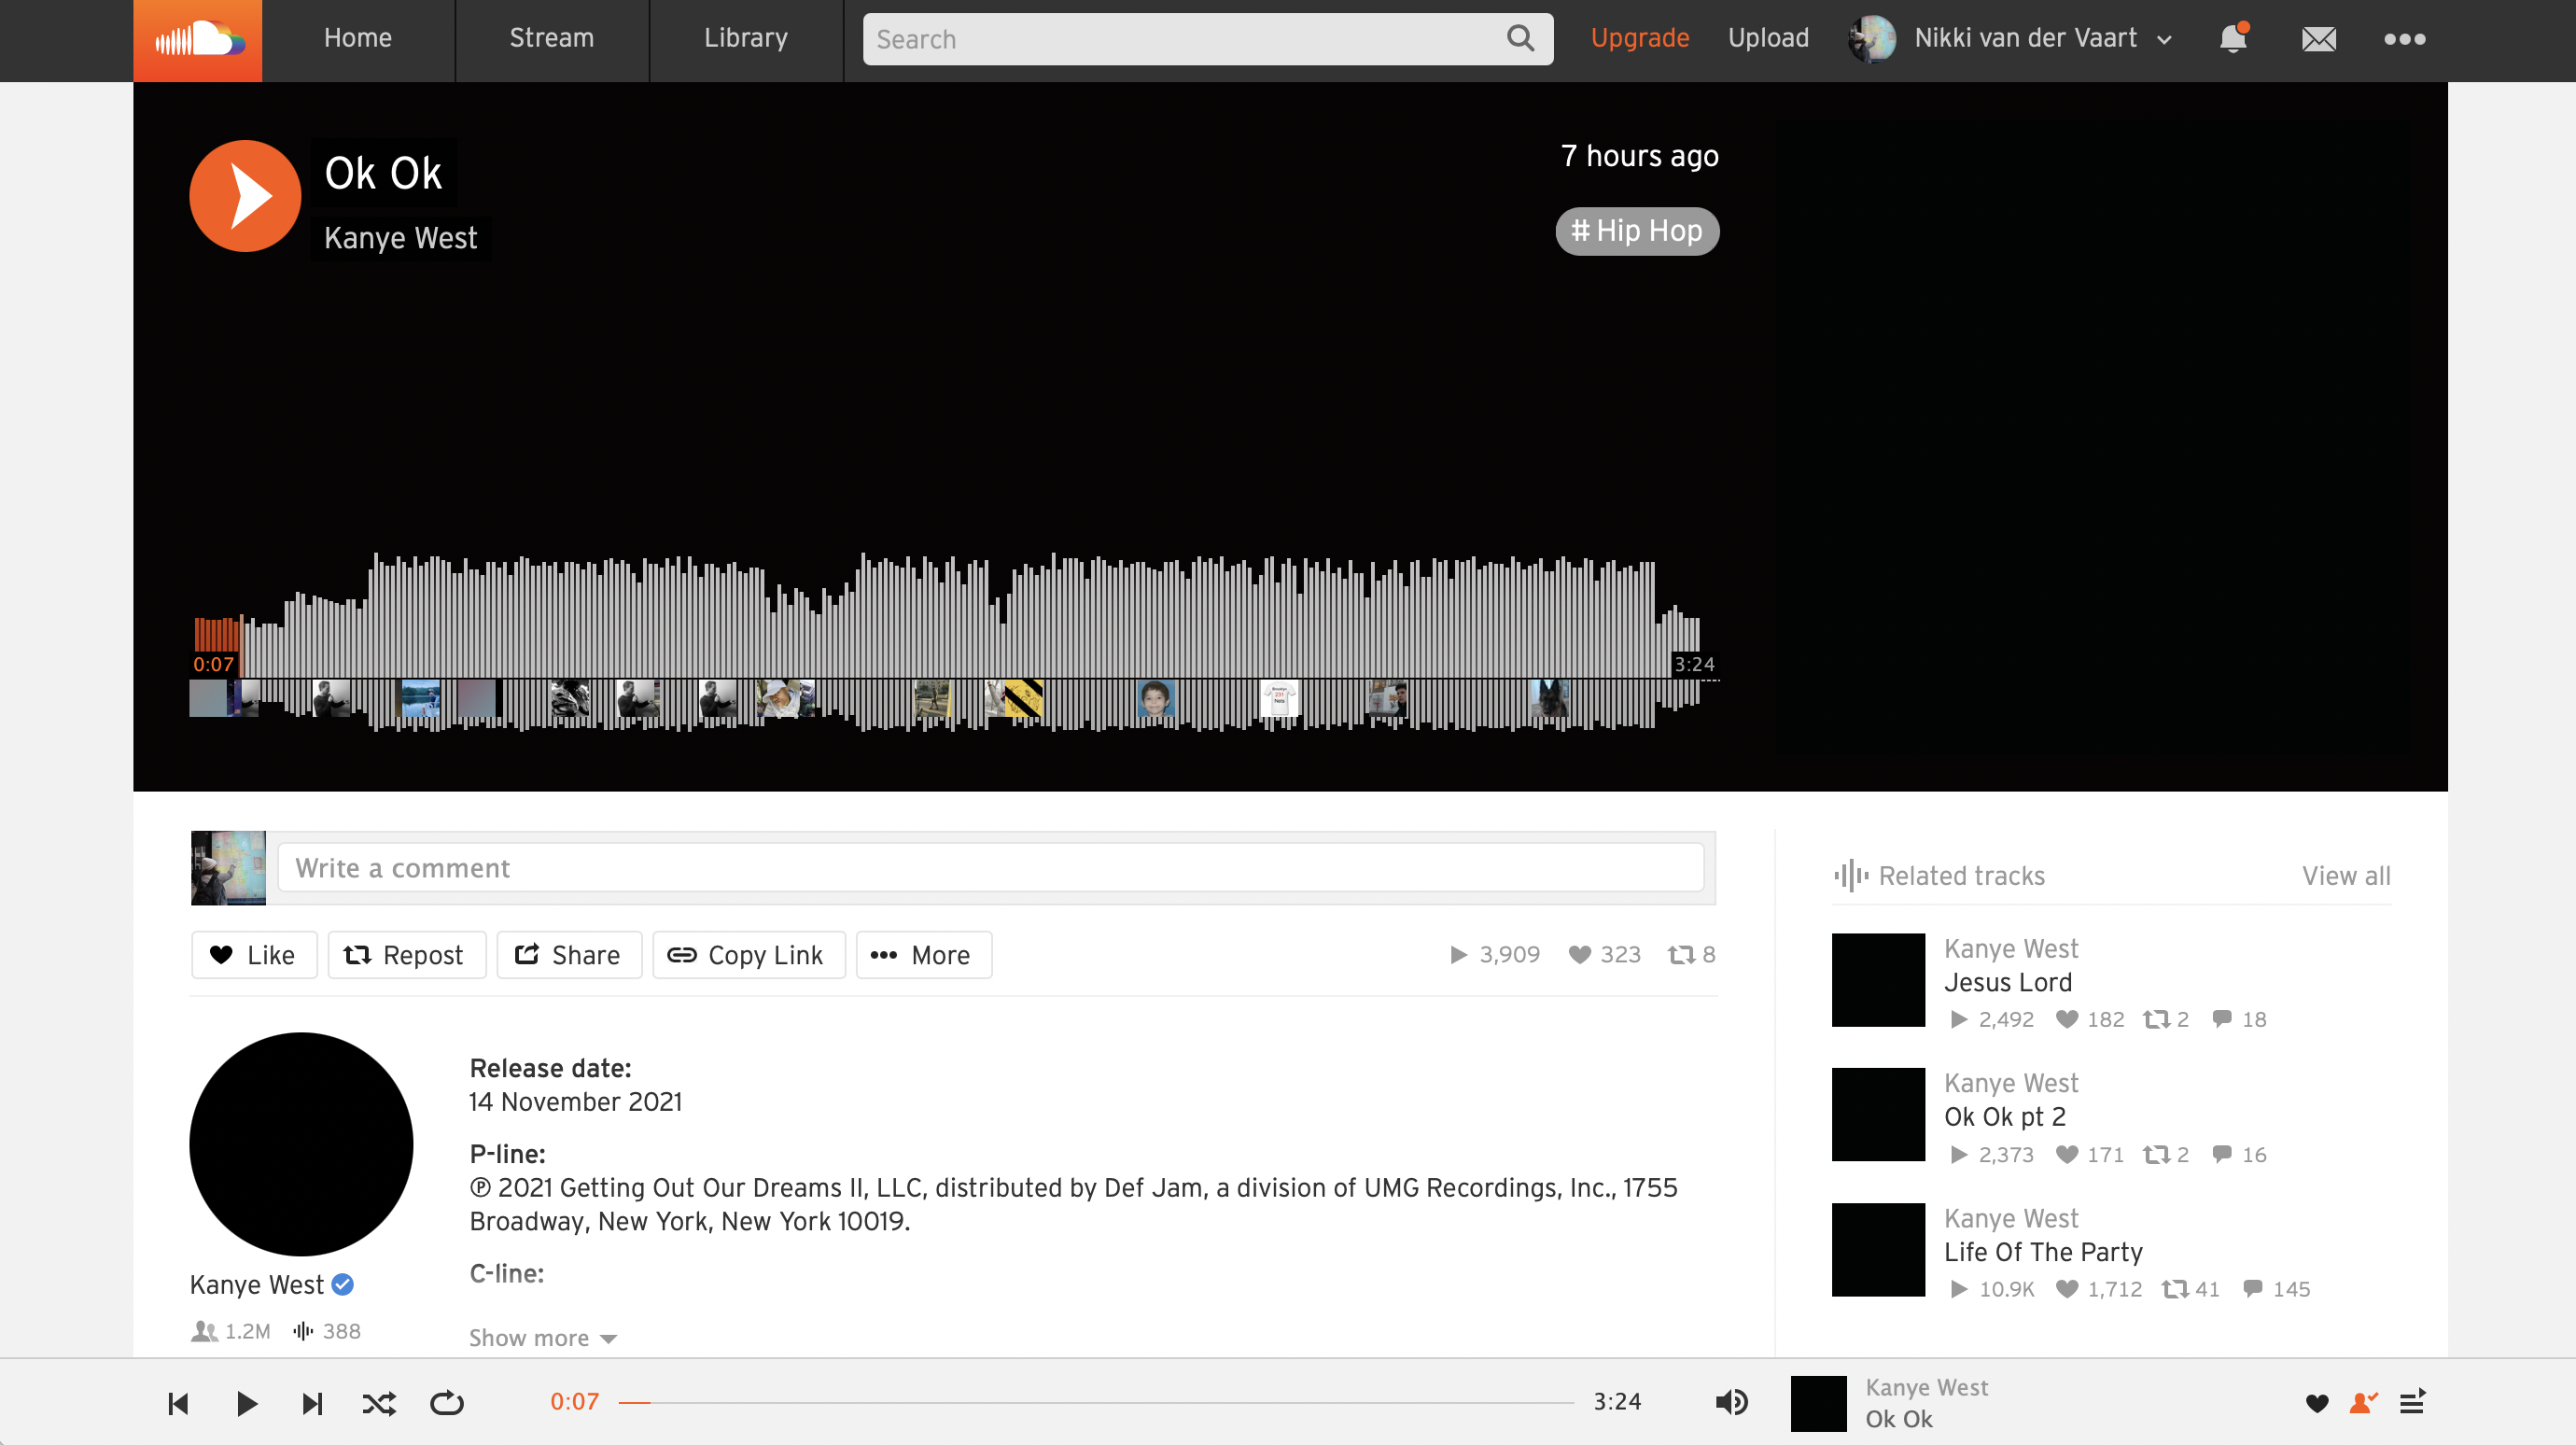 Home
Stream
Library
Search
Upgrade
Upload
Nikki van der Vaart
Ok Ok
7 hours ago
Kanye West
# Hip Hop
0:07
3:24
Write a comment
Like
Repost
Share
Copy Link
More
3,909
323
8
Release date:
14 November 2021
P-line:
℗ 2021 Getting Out Our Dreams II, LLC, distributed by Def Jam, a division of UMG Recordings, Inc., 1755
Broadway, New York, New York 10019.
C-line:
Show more
Kanye West
1.2M
388
Related tracks
View all
Kanye West
Jesus Lord
2,492
182
2
18
Kanye West
Ok Ok pt 2
2,373
171
2
16
Kanye West
Life Of The Party
10.9K
1,712
41
145
0:07
3:24
Kanye West
Ok Ok